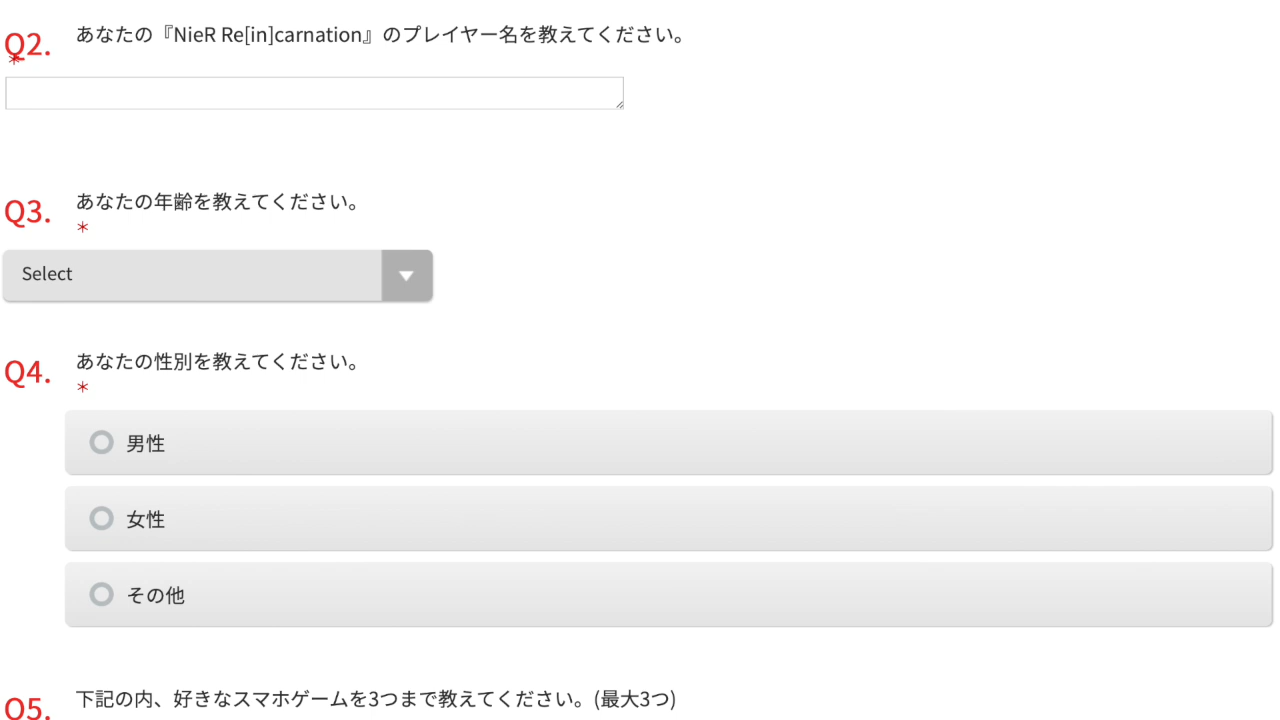 Q2. あなたの『NieR Re[in]carnation』のプレイヤー名を教えてください。
*
Q3. あなたの年齢を教えてください。
*
Select
Q4. あなたの性別を教えてください。
*
男性
女性
その他
Q5. 下記の内、好きなスマホゲームを3つまで教えてください。(最大3つ)